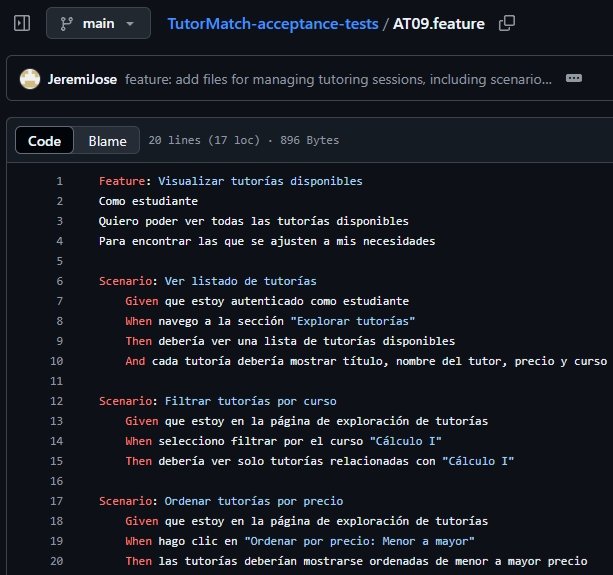 main
TutorMatch-acceptance-tests / AT09.feature
JeremiJose feature: add files for managing tutoring sessions, including scenario...
Code Blame 20 lines (17 loc) · 896 Bytes
1 Feature: Visualizar tutorías disponibles
2 Como estudiante
3 Quiero poder ver todas las tutorías disponibles
4 Para encontrar las que se ajusten a mis necesidades
5
6 Scenario: Ver listado de tutorías
7 Given que estoy autenticado como estudiante
8 When navego a la sección "Explorar tutorías"
9 Then debería ver una lista de tutorías disponibles
10 And cada tutoría debería mostrar título, nombre del tutor, precio y curso
11
12 Scenario: Filtrar tutorías por curso
13 Given que estoy en la página de exploración de tutorías
14 When selecciono filtrar por el curso "Cálculo I"
15 Then debería ver solo tutorías relacionadas con "Cálculo I"
16
17 Scenario: Ordenar tutorías por precio
18 Given que estoy en la página de exploración de tutorías
19 When hago clic en "Ordenar por precio: Menor a mayor"
20 Then las tutorías deberían mostrarse ordenadas de menor a mayor precio